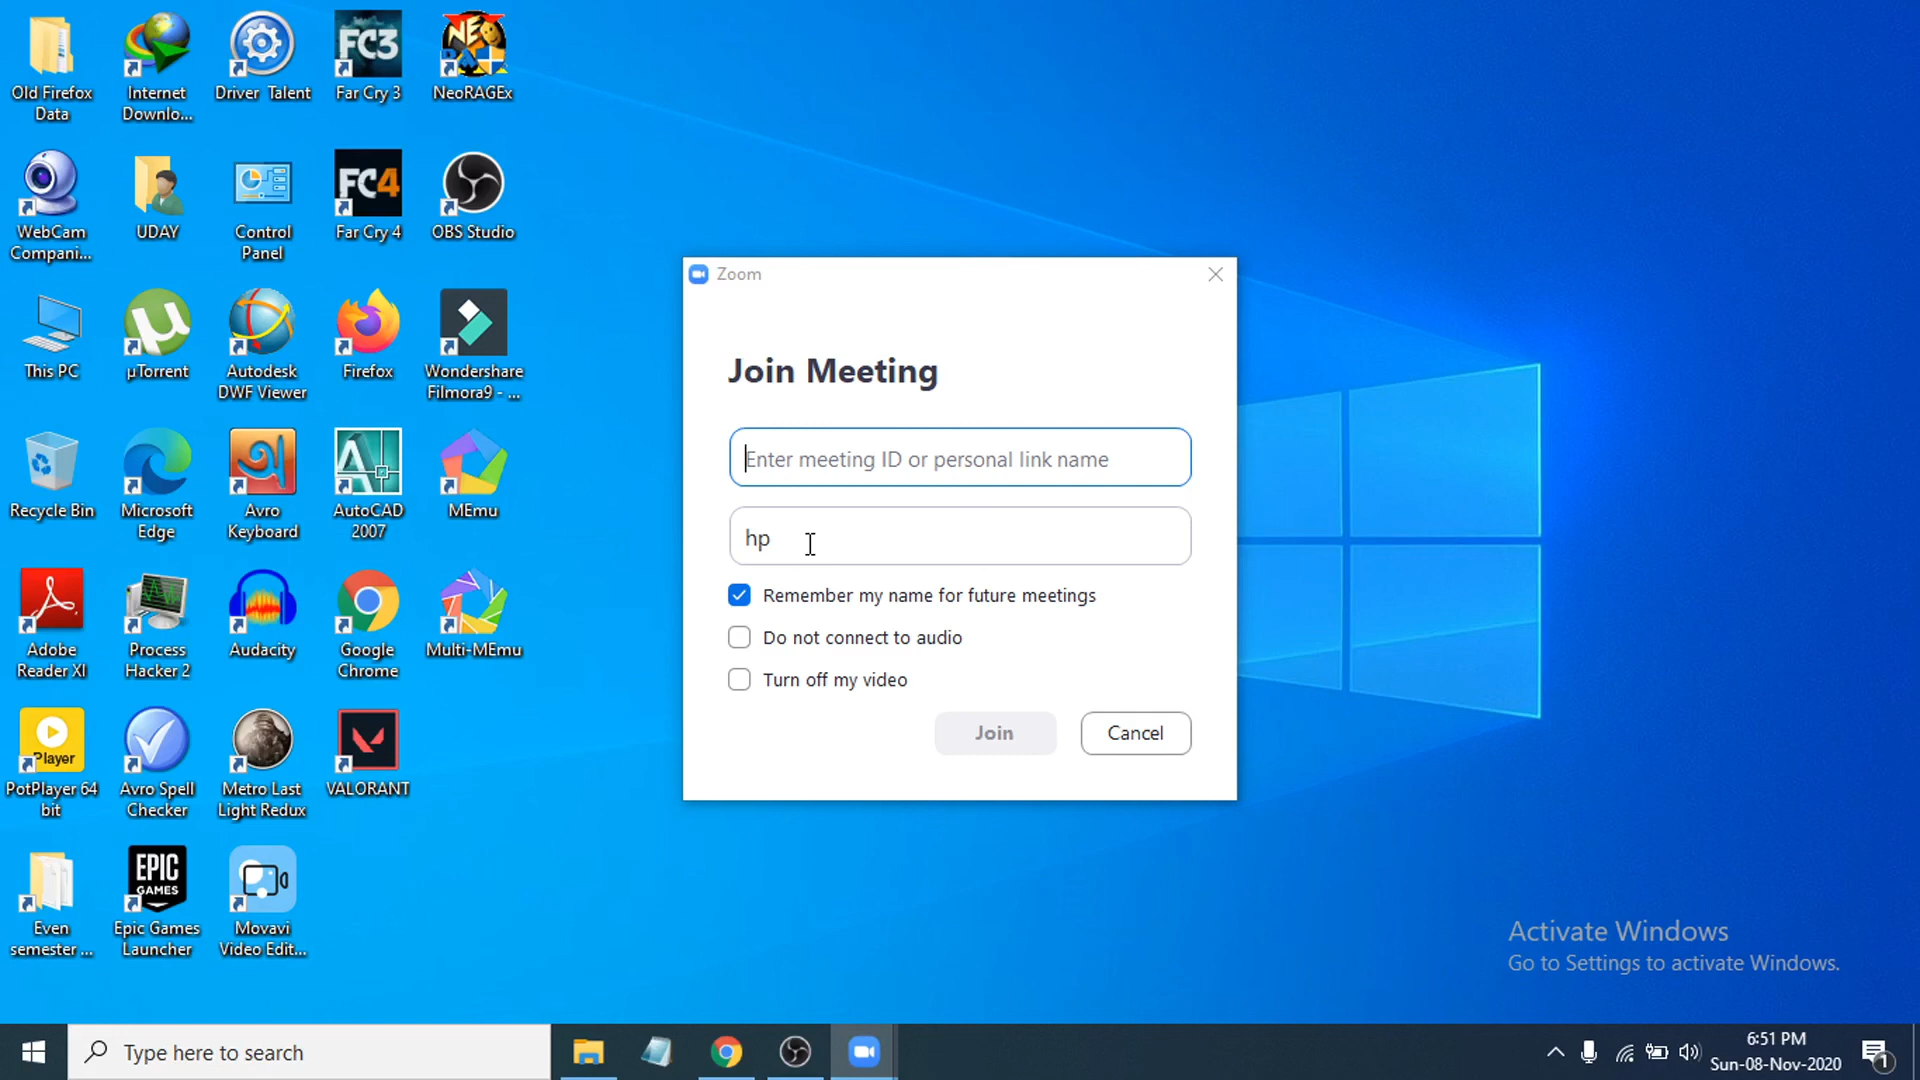 Old Firefox
Data
Internet
Downlo...
Driver Talent
FC3
Far Cry 3
NEO
NeoRAGEx
WebCam
Compani...
UDAY
Control
Panel
FC4
Far Cry 4
OBS Studio
This PC
µ
µTorrent
Autodesk
DWF Viewer
Firefox
Wondershare
Filmora9 - ...
Recycle Bin
Microsoft
Edge
Avro
Keyboard
AutoCAD
2007
MEmu
Adobe
Reader XI
Process
Hacker 2
Audacity
Google
Chrome
Multi-MEmu
Player
PotPlayer 64
bit
Avro Spell
Checker
Metro Last
Light Redux
VALORANT
Even
semester ...
EPIC
GAMES
Epic Games
Launcher
Movavi
Video Edit...
Zoom
Join Meeting
Enter meeting ID or personal link name
hp
Remember my name for future meetings
Do not connect to audio
Turn off my video
Join
Cancel
Activate Windows
Go to Settings to activate Windows.
Type here to search
6:51 PM
Sun-08-Nov-2020
1